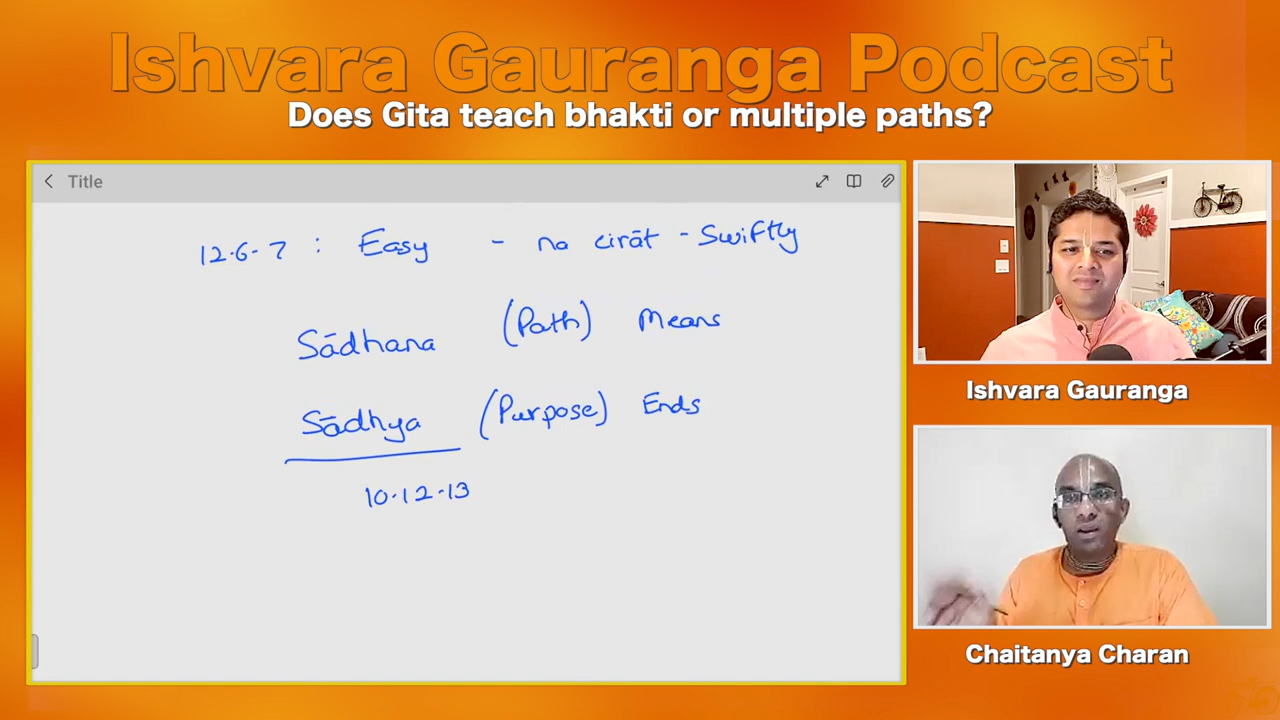 Ishvara Gauranga Podcast
Does Gita teach bhakti or multiple paths?
Title
12.6-7 : Easy - na cirāt - Swiftly
Sādhana (Path) Means
Sādhya (Purpose) Ends
10.12-13
Ishvara Gauranga
Chaitanya Charan